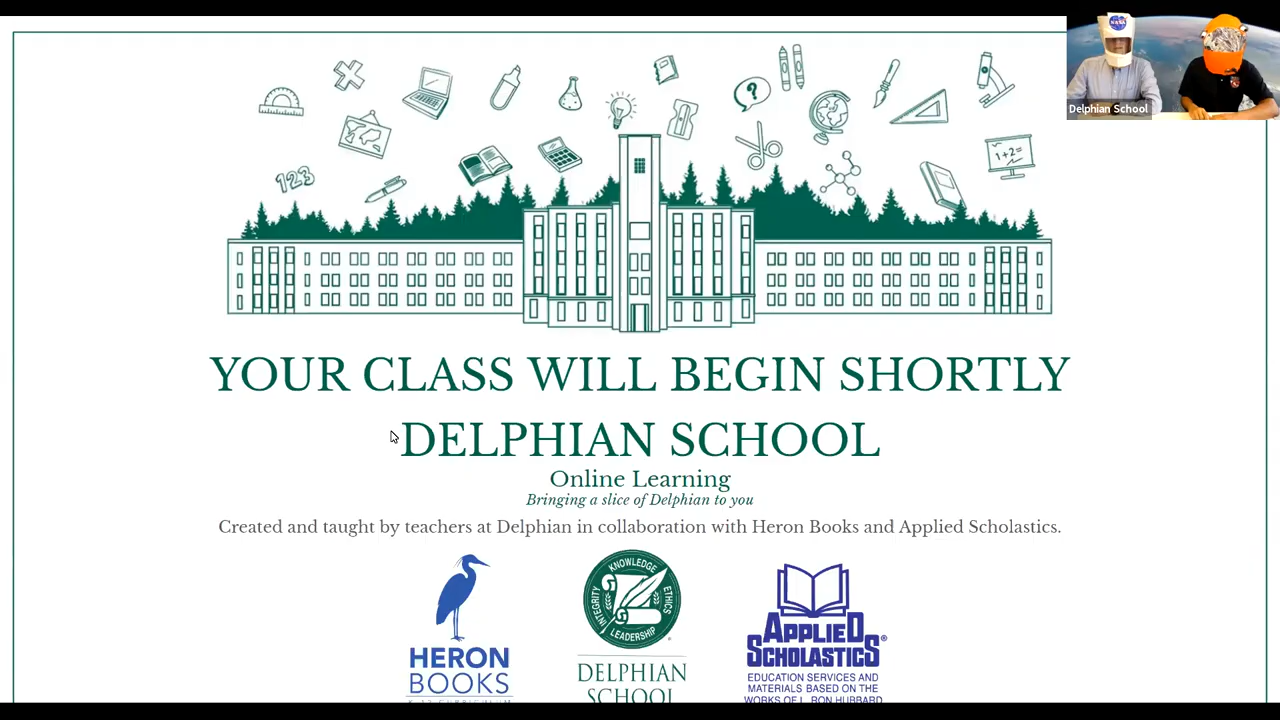 NASA
Delphian School
?
1+2=
123
YOUR CLASS WILL BEGIN SHORTLY
DELPHIAN SCHOOL
Online Learning
Bringing a slice of Delphian to you
Created and taught by teachers at Delphian in collaboration with Heron Books and Applied Scholastics.
HERON
BOOKS
KNOWLEDGE
INTEGRITY
ETHICS
LEADERSHIP
DELPHIAN
SCHOOL
APPLIED
SCHOLASTICS®
EDUCATION SERVICES AND
MATERIALS BASED ON THE
WORKS OF L. RON HUBBARD